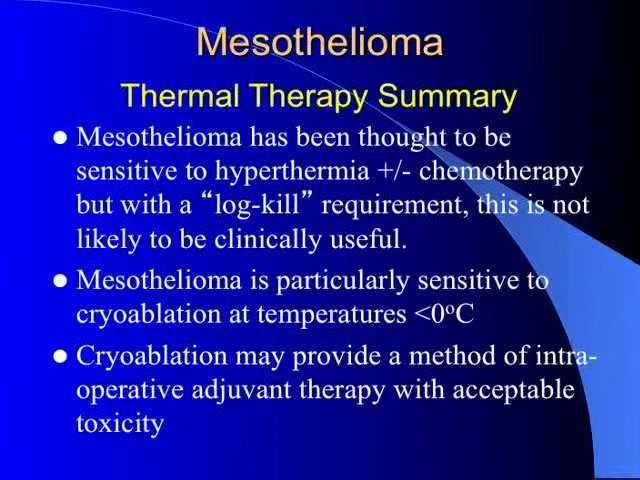 Mesothelioma
Thermal Therapy Summary
● Mesothelioma has been thought to be
sensitive to hyperthermia +/- chemotherapy
but with a “log-kill” requirement, this is not
likely to be clinically useful.
● Mesothelioma is particularly sensitive to
cryoablation at temperatures <0ºC
● Cryoablation may provide a method of intra-
operative adjuvant therapy with acceptable
toxicity